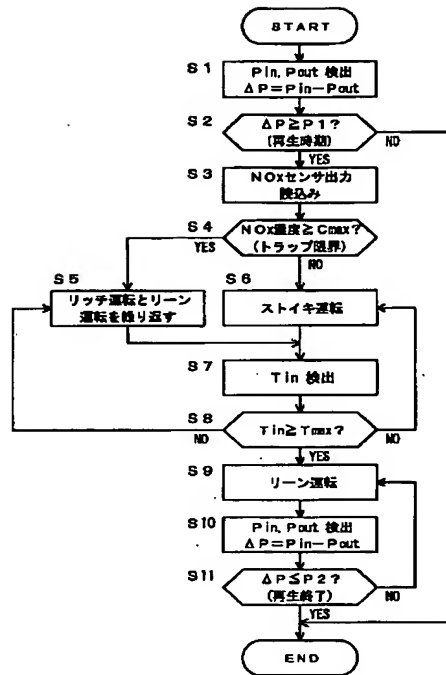 START
S1
Pin, Pout 検出
ΔP=Pin-Pout
S2
ΔP≧P1?
(再生時期)
NO
YES
S3
NOxセンサ出力
読込み
S4
NOx濃度≧Cmax?
(トラップ限界)
YES
NO
S5
リッチ運転とリーン
運転を繰り返す
S6
ストイキ運転
S7
Tin 検出
S8
Tin≧Tmax?
NO
NO
YES
S9
リーン運転
S10
Pin, Pout 検出
ΔP=Pin-Pout
S11
ΔP≦P2?
(再生終了)
NO
YES
END